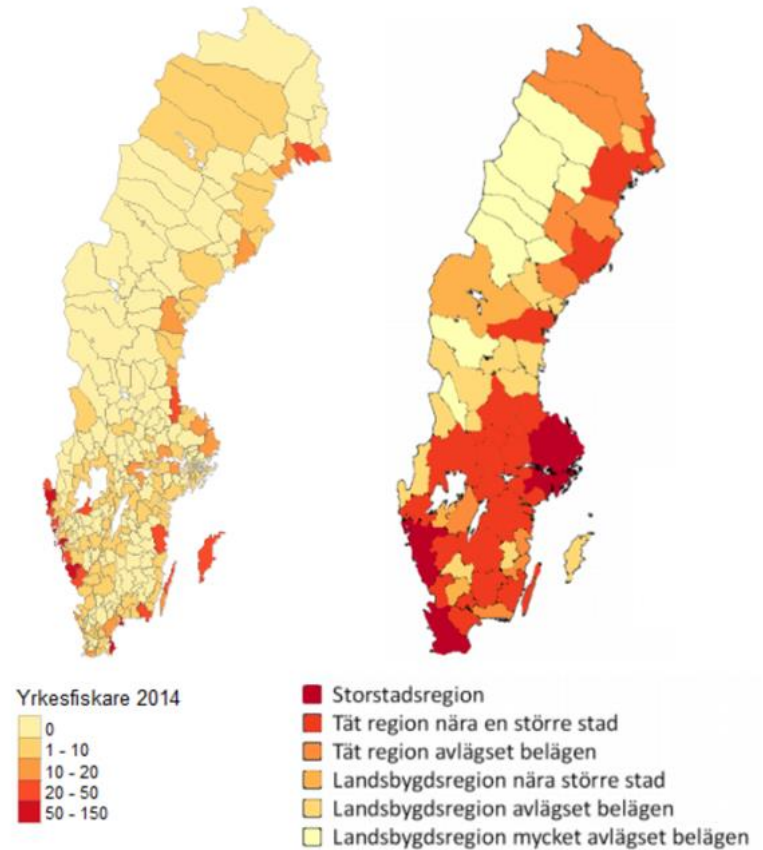 Yrkesfiskare 2014
0
1 - 10
10 - 20
20 - 50
50 - 150
Storstadsregion
Tät region nära en större stad
Tät region avlägset belägen
Landsbygdsregion nära större stad
Landsbygdsregion avlägset belägen
Landsbygdsregion mycket avlägset belägen